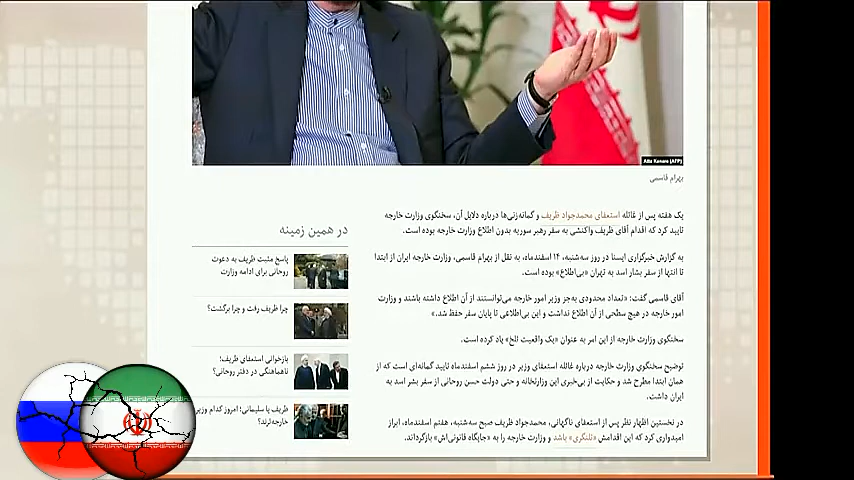 Atta Kenare (AFP)
بهرام قاسمی
یک هفته پس از غائله استعفای محمدجواد ظریف و گمانه‌زنی‌ها درباره دلایل آن، سخنگوی وزارت خارجه
تایید کرد که اقدام آقای ظریف واکنشی به سفر رهبر سوریه بدون اطلاع وزارت خارجه بوده است.
به گزارش خبرگزاری ایسنا در روز سه‌شنبه، ۱۴ اسفندماه، به نقل از بهرام قاسمی، وزارت خارجه ایران از ابتدا
تا انتها از سفر بشار اسد به تهران «بی‌اطلاع» بوده است.
آقای قاسمی گفت: «تعداد محدودی به‌جز وزیر امور خارجه می‌توانستند از آن اطلاع داشته باشند و وزارت
امور خارجه در هیچ سطحی از آن اطلاع نداشت و این بی‌اطلاعی تا پایان سفر حفظ شد.»
سخنگوی وزارت خارجه از این امر به عنوان «یک واقعیت تلخ» یاد کرده است.
توضیح سخنگوی وزارت خارجه درباره غائله استعفای وزیر در روز ششم اسفندماه تایید گمانه‌ای است که از
همان ابتدا مطرح شد و حکایت از بی‌خبری این وزارتخانه و حتی دولت حسن روحانی از سفر بشر اسد به
ایران داشت.
در نخستین اظهار نظر پس از استعفای ناگهانی، محمدجواد ظریف صبح سه‌شنبه، هفتم اسفندماه، ابراز
امیدواری کرد که این اقدامش «تلنگری» باشد و وزارت خارجه را به «جایگاه قانونی‌اش» بازگرداند.
در همین زمینه
پاسخ مثبت ظریف به دعوت
روحانی برای ادامه وزارت
چرا ظریف رفت و چرا برگشت؟
بازخوانی استعفای ظریف؛
ناهماهنگی در دفتر روحانی؟
ظریف یا سلیمانی؛ امروز کدام وزیر
خارجه‌ترند؟